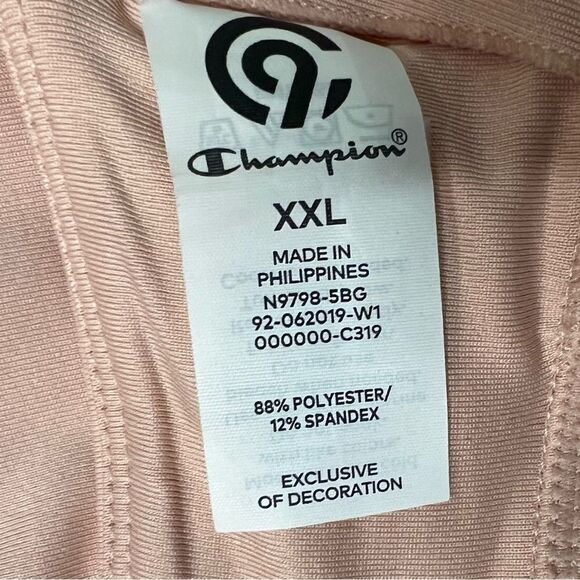 C9
Champion®
XXL
MADE IN
PHILIPPINES
N9798-5BG
92-062019-W1
000000-C319
88% POLYESTER/
12% SPANDEX
EXCLUSIVE
OF DECORATION